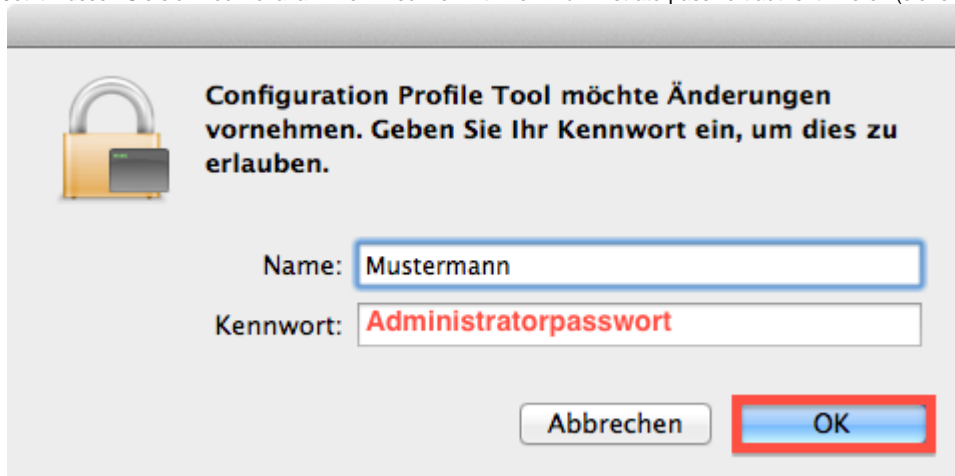 Configuration Profile Tool möchte Änderungen
vornehmen. Geben Sie Ihr Kennwort ein, um dies zu
erlauben.
Name: Mustermann
Kennwort: Administratorpasswort
Abbrechen
OK